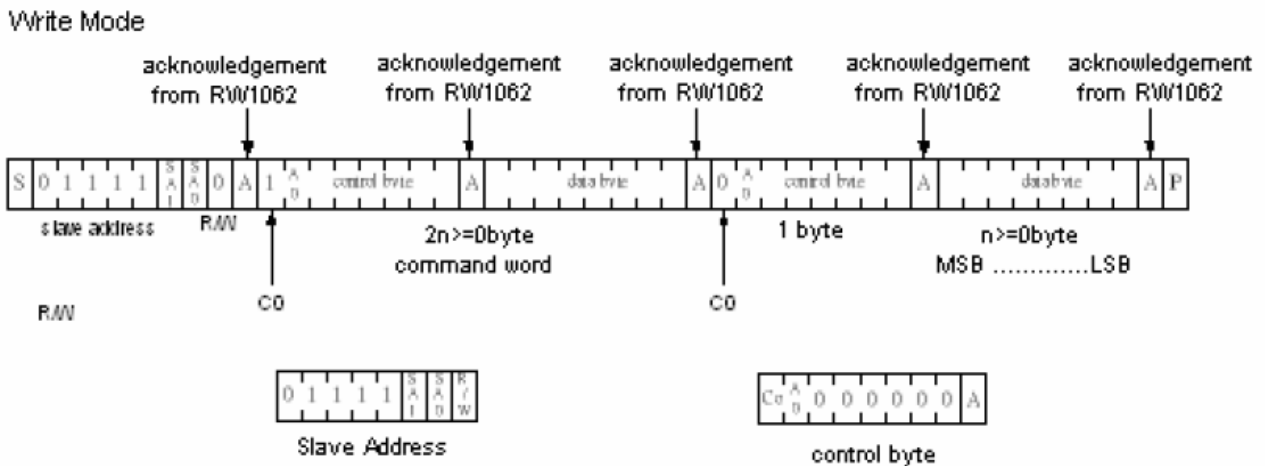 Write Mode
acknowledgement acknowledgement acknowledgement acknowledgement acknowledgement
from RW1062 from RW1062 from RW1062 from RW1062 from RW1062
S 0 1 1 1 1 SA1 SA0 0 A 1 A0 control byte A data byte A 0 A0 control byte A data byte A P
slave address R/W 2n>=0byte 1 byte n>=0byte
command word MSB .............LSB
C0 C0
R/W
0 1 1 1 1 SA1 SA0 R/W Co A0 0 0 0 0 0 0 A
Slave Address control byte